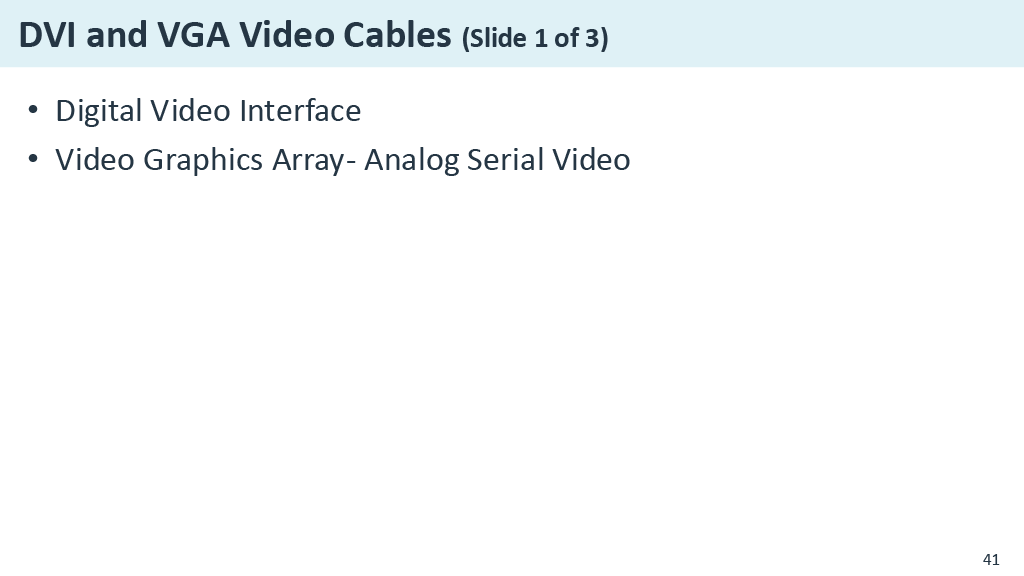 DVI and VGA Video Cables (Slide 1 of 3)
• Digital Video Interface
• Video Graphics Array- Analog Serial Video
41